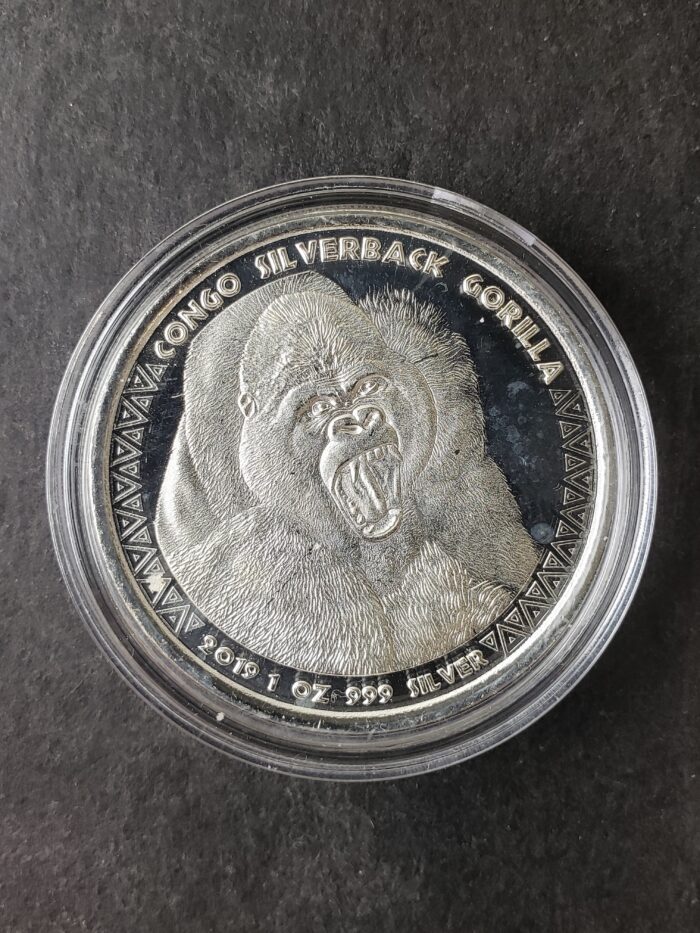 CONGO SILVERBACK GORILLA
2019 1 OZ 999 SILVER